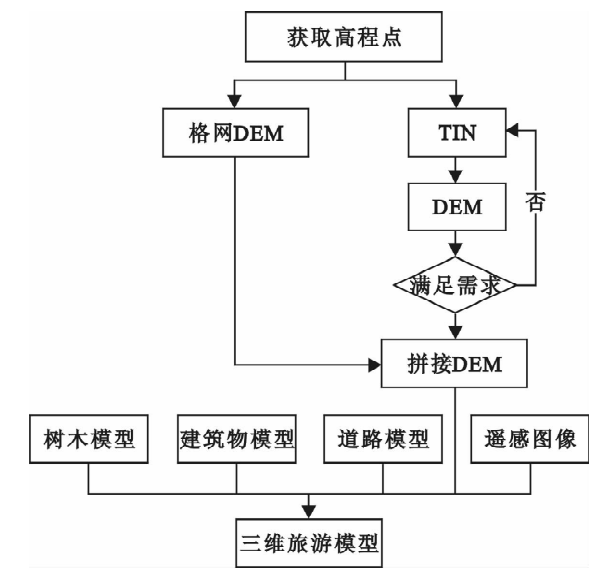 获取高程点
格网DEM
TIN
DEM
否
满足需求
拼接DEM
树木模型
建筑物模型
道路模型
遥感图像
三维旅游模型